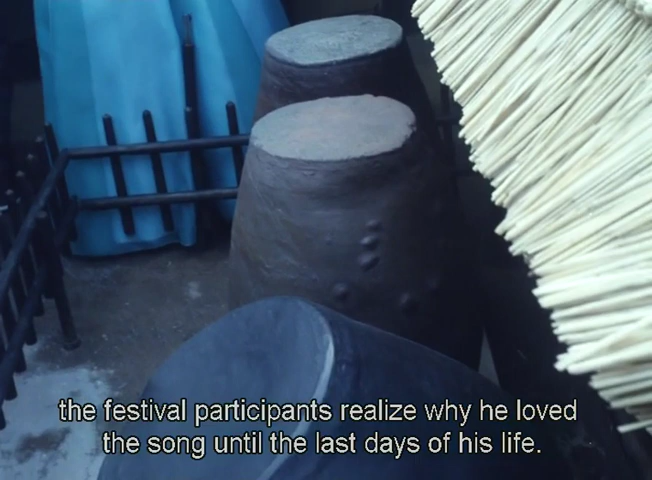 the festival participants realize why he loved
the song until the last days of his life.